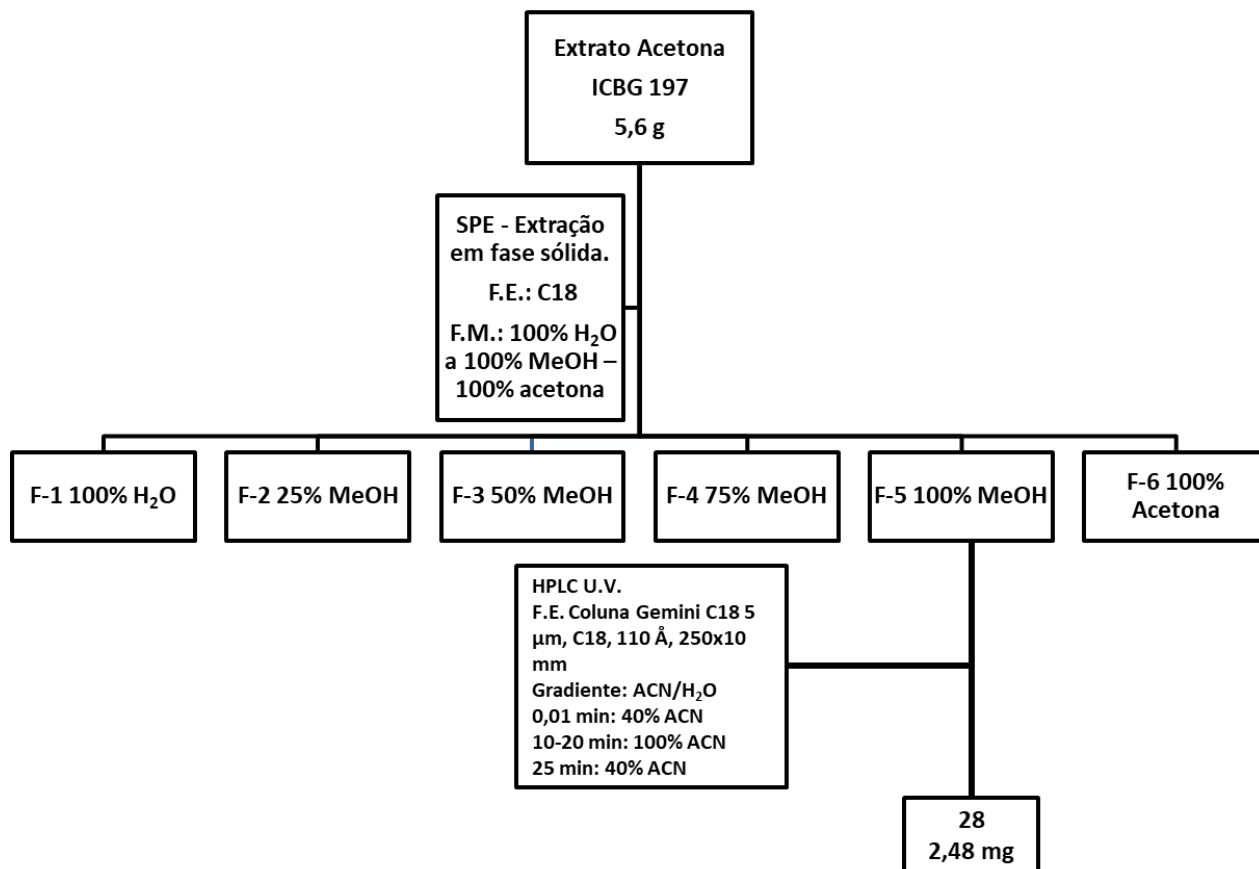 Extrato Acetona
ICBG 197
5,6 g
SPE - Extração
em fase sólida.
F.E.: C18
F.M.: 100% H₂O
a 100% MeOH –
100% acetona
F-1 100% H₂O
F-2 25% MeOH
F-3 50% MeOH
F-4 75% MeOH
F-5 100% MeOH
F-6 100%
Acetona
HPLC U.V.
F.E. Coluna Gemini C18 5
µm, C18, 110 Å, 250x10
mm
Gradiente: ACN/H₂O
0,01 min: 40% ACN
10-20 min: 100% ACN
25 min: 40% ACN
28
2,48 mg